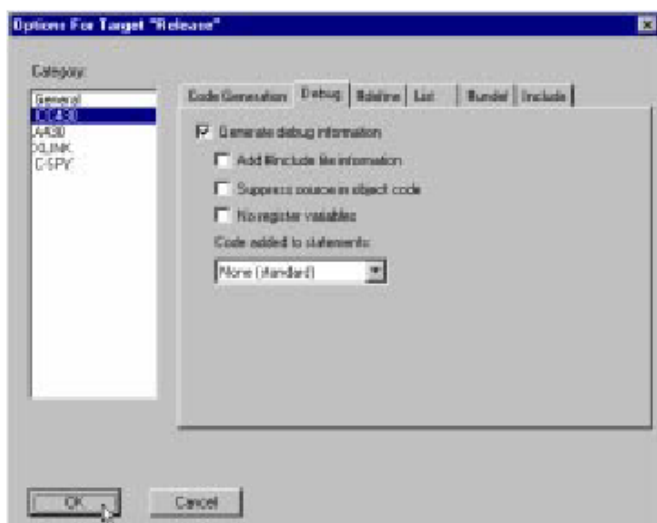 Options For Target "Release"
Category:
General
ICC430
A430
XLINK
C-SPY
Code Generation
Debug
#define
List
#undef
Include
Generate debug information
Add #include file information
Suppress source in object code
No register variables
Code added to statements:
None (standard)
OK
Cancel